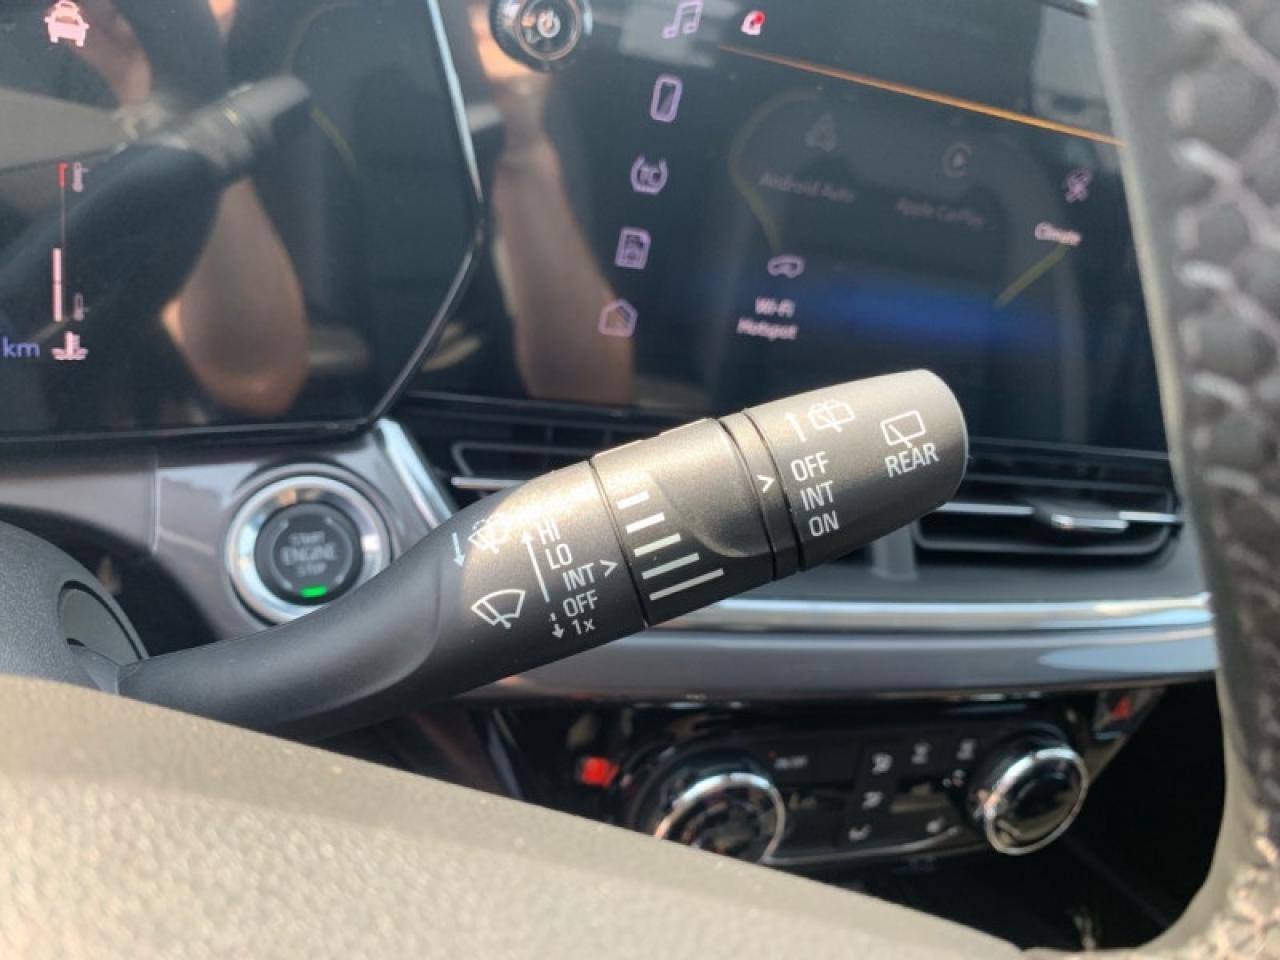 TC
Android Auto
Apple CarPlay
Climate
Wi-Fi
Hotspot
km
START
ENGINE
STOP
HI
LO
INT
OFF
1x
OFF
INT
ON
REAR